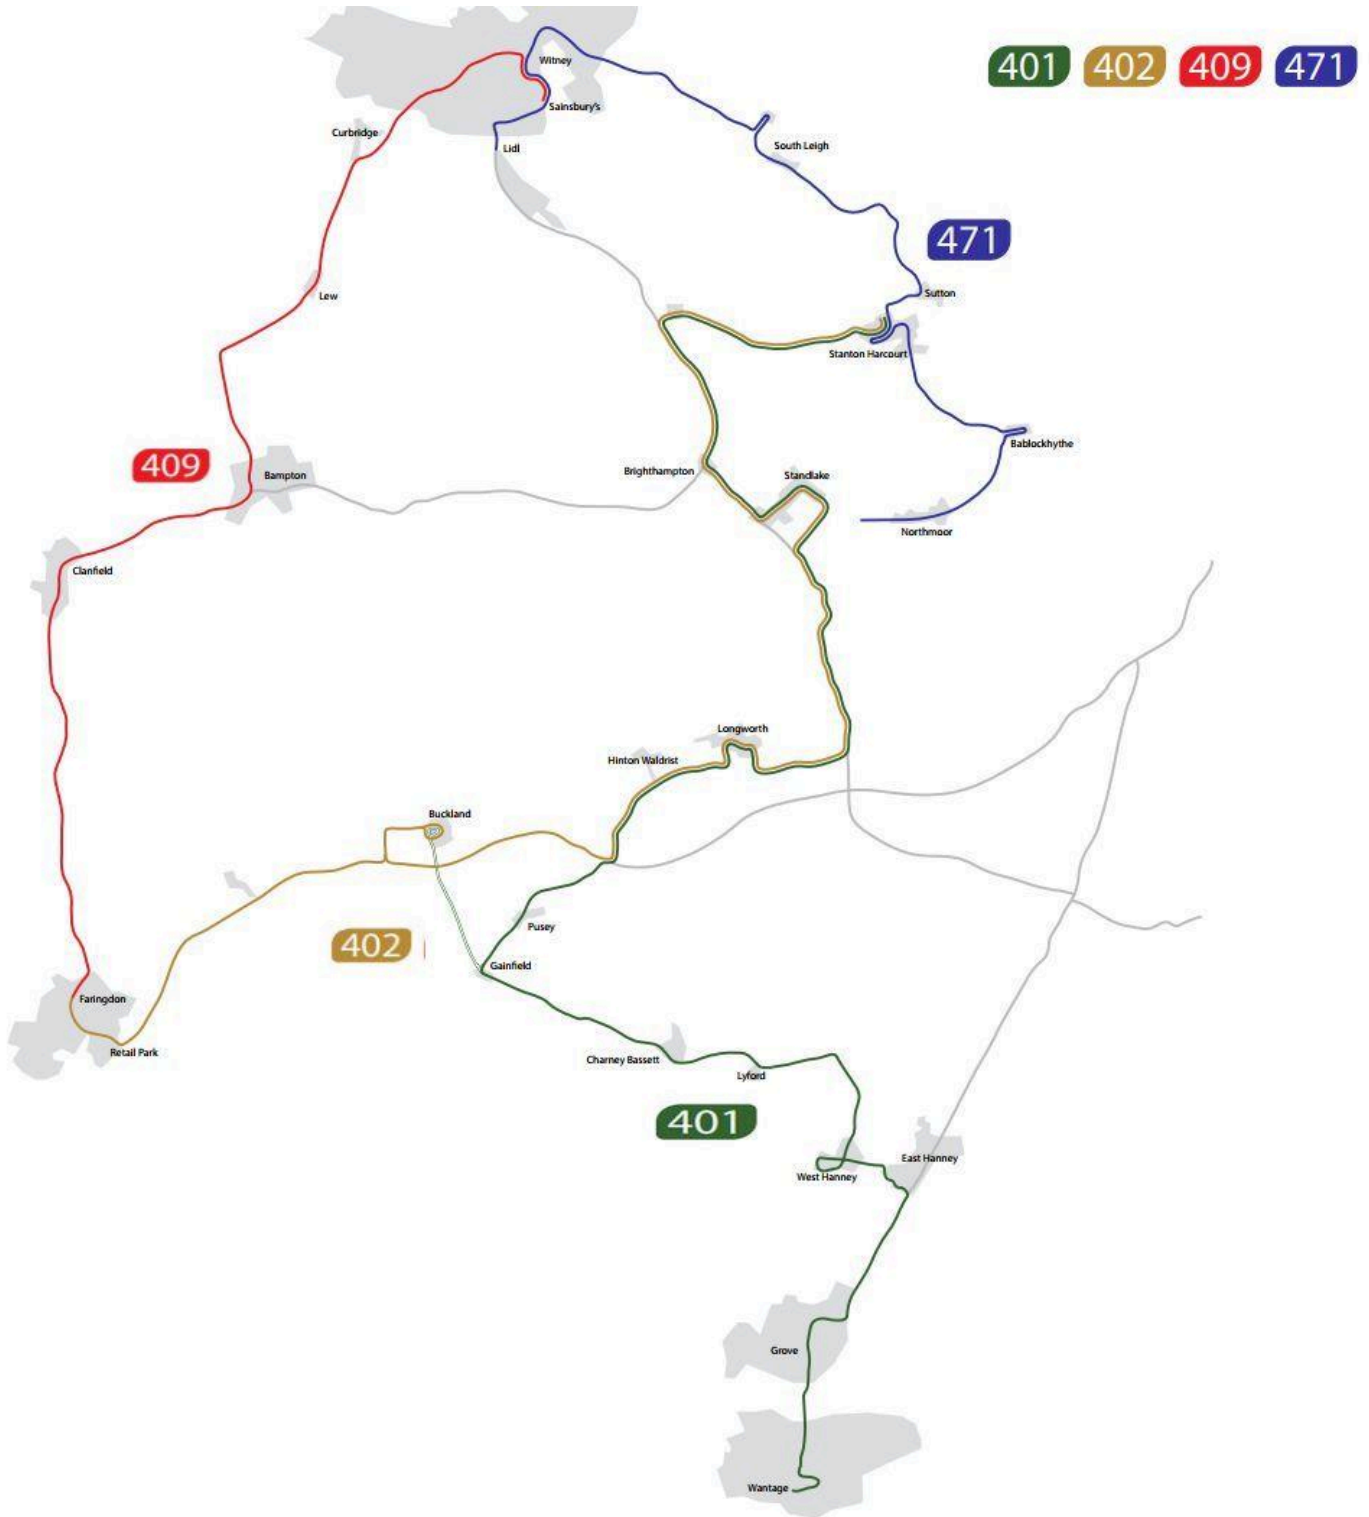 401 402 409 471
Witney
Sainsbury's
Curbridge
Lidl
South Leigh
471
Lew
Sutton
Stanton Harcourt
409
Bampton
Brighthampton
Standlake
Bablockhythe
Northmoor
Clanfield
Longworth
Hinton Waldrist
Buckland
402
Pusey
Gainfield
Faringdon
Retail Park
Charney Bassett
Lyford
401
East Hanney
West Hanney
Grove
Wantage